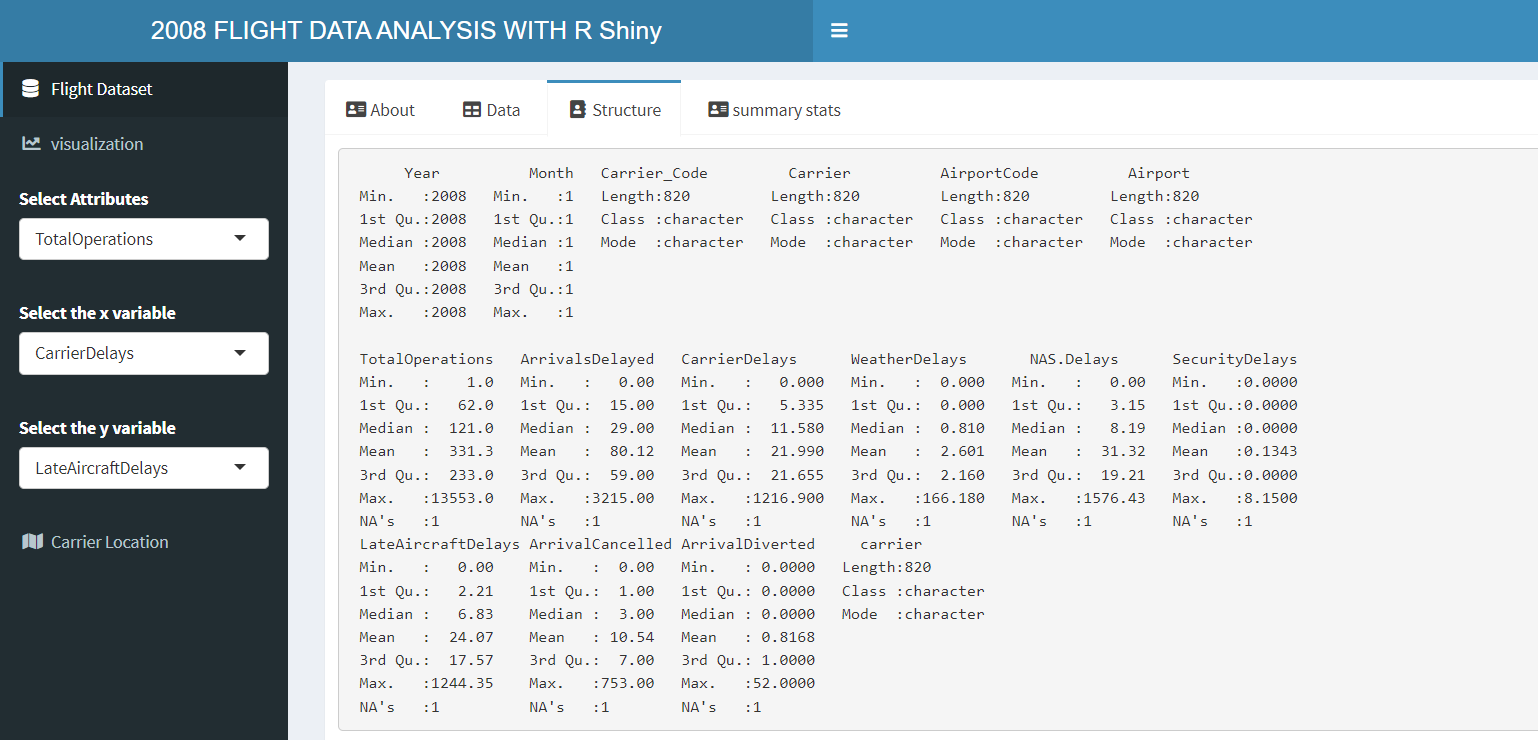 2008 FLIGHT DATA ANALYSIS WITH R Shiny
Flight Dataset
visualization
Select Attributes
TotalOperations
Select the x variable
CarrierDelays
Select the y variable
LateAircraftDelays
Carrier Location
About Data Structure summary stats
Year Month Carrier_Code Carrier AirportCode Airport
Min. :2008 Min. :1 Length:820 Length:820 Length:820 Length:820
1st Qu.:2008 1st Qu.:1 Class :character Class :character Class :character Class :character
Median :2008 Median :1 Mode :character Mode :character Mode :character Mode :character
Mean :2008 Mean :1
3rd Qu.:2008 3rd Qu.:1
Max. :2008 Max. :1
TotalOperations ArrivalsDelayed CarrierDelays WeatherDelays NAS.Delays SecurityDelays
Min. : 1.0 Min. : 0.00 Min. : 0.000 Min. : 0.000 Min. : 0.00 Min. :0.0000
1st Qu.: 62.0 1st Qu.: 15.00 1st Qu.: 5.335 1st Qu.: 0.000 1st Qu.: 3.15 1st Qu.:0.0000
Median : 121.0 Median : 29.00 Median : 11.580 Median : 0.810 Median : 8.19 Median :0.0000
Mean : 331.3 Mean : 80.12 Mean : 21.990 Mean : 2.601 Mean : 31.32 Mean :0.1343
3rd Qu.: 233.0 3rd Qu.: 59.00 3rd Qu.: 21.655 3rd Qu.: 2.160 3rd Qu.: 19.21 3rd Qu.:0.0000
Max. :13553.0 Max. :3215.00 Max. :1216.900 Max. :166.180 Max. :1576.43 Max. :8.1500
NA's :1 NA's :1 NA's :1 NA's :1 NA's :1 NA's :1
LateAircraftDelays ArrivalCancelled ArrivalDiverted carrier
Min. : 0.00 Min. : 0.00 Min. : 0.0000 Length:820
1st Qu.: 2.21 1st Qu.: 1.00 1st Qu.: 0.0000 Class :character
Median : 6.83 Median : 3.00 Median : 0.0000 Mode :character
Mean : 24.07 Mean : 10.54 Mean : 0.8168
3rd Qu.: 17.57 3rd Qu.: 7.00 3rd Qu.: 1.0000
Max. :1244.35 Max. :753.00 Max. :52.0000
NA's :1 NA's :1 NA's :1